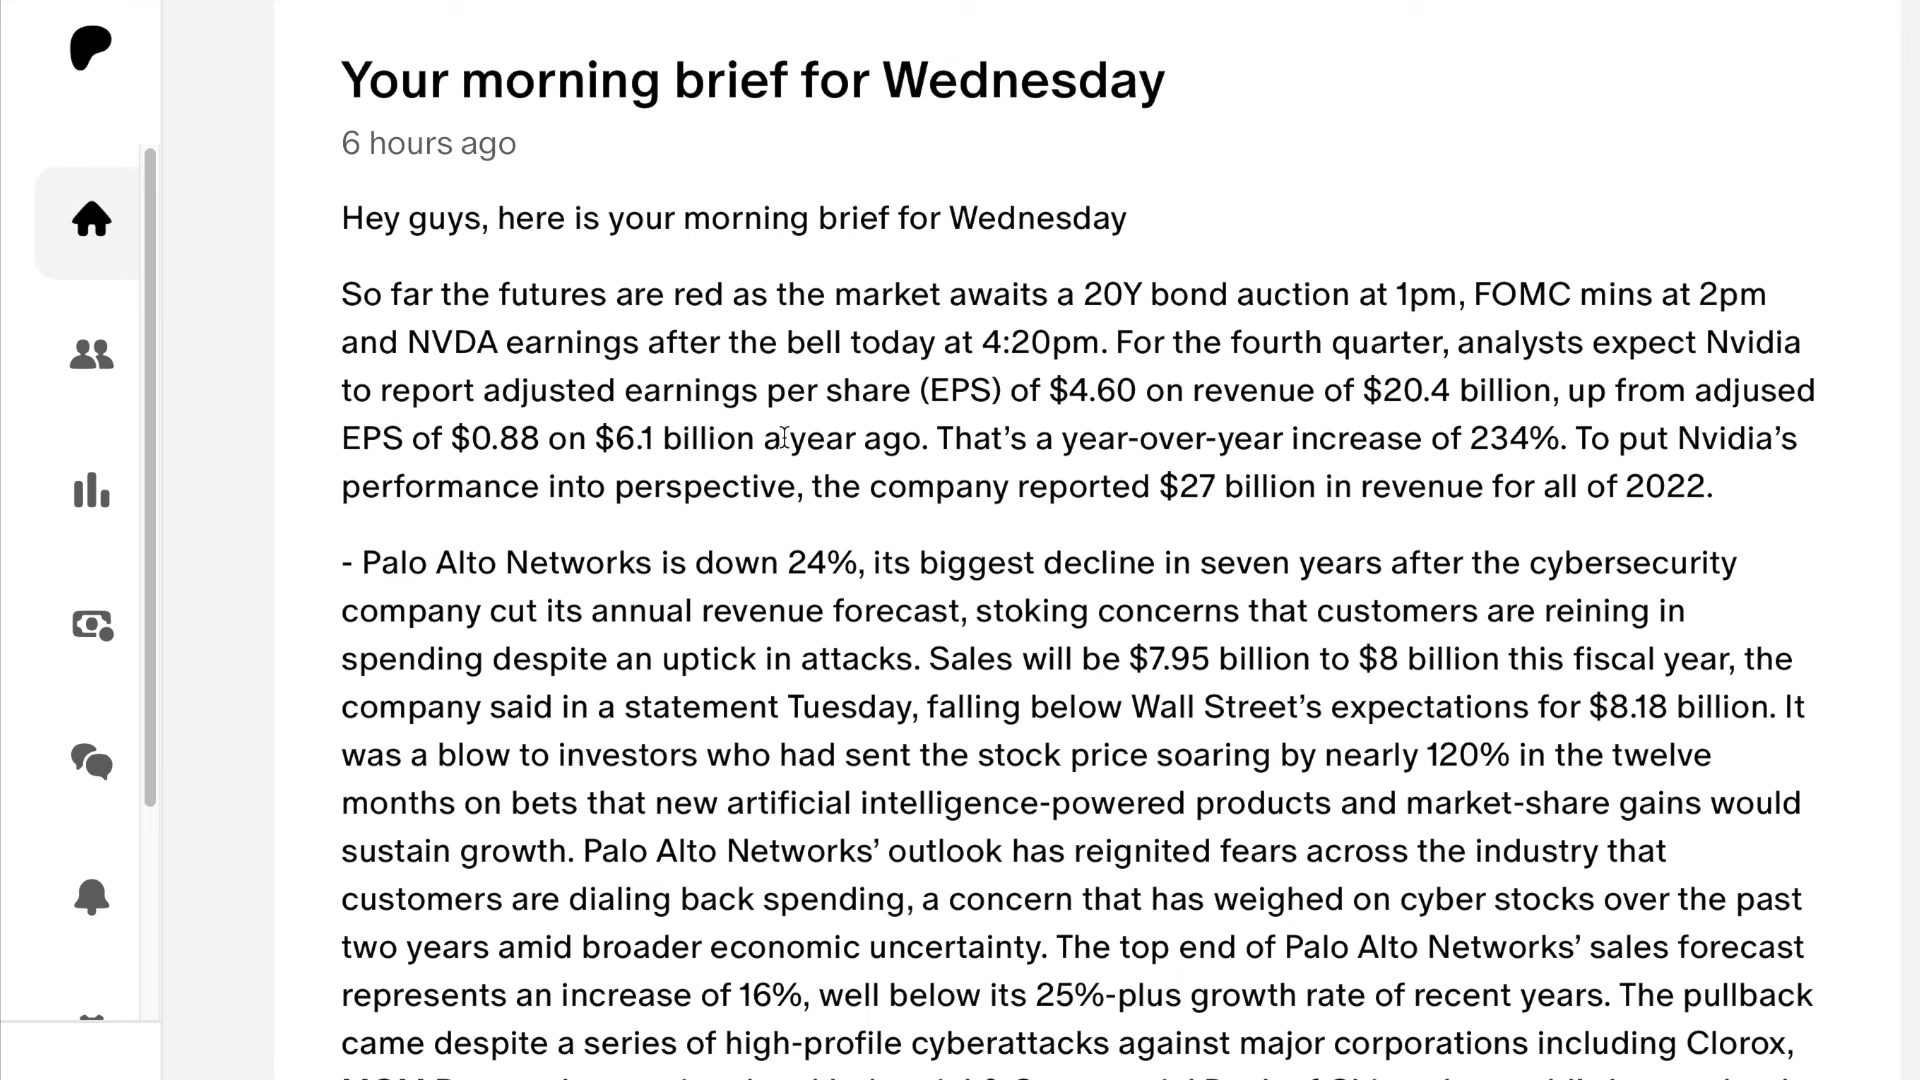 Your morning brief for Wednesday
6 hours ago
Hey guys, here is your morning brief for Wednesday
So far the futures are red as the market awaits a 20Y bond auction at 1pm, FOMC mins at 2pm
and NVDA earnings after the bell today at 4:20pm. For the fourth quarter, analysts expect Nvidia
to report adjusted earnings per share (EPS) of $4.60 on revenue of $20.4 billion, up from adjused
EPS of $0.88 on $6.1 billion a year ago. That’s a year-over-year increase of 234%. To put Nvidia’s
performance into perspective, the company reported $27 billion in revenue for all of 2022.
- Palo Alto Networks is down 24%, its biggest decline in seven years after the cybersecurity
company cut its annual revenue forecast, stoking concerns that customers are reining in
spending despite an uptick in attacks. Sales will be $7.95 billion to $8 billion this fiscal year, the
company said in a statement Tuesday, falling below Wall Street’s expectations for $8.18 billion. It
was a blow to investors who had sent the stock price soaring by nearly 120% in the twelve
months on bets that new artificial intelligence-powered products and market-share gains would
sustain growth. Palo Alto Networks’ outlook has reignited fears across the industry that
customers are dialing back spending, a concern that has weighed on cyber stocks over the past
two years amid broader economic uncertainty. The top end of Palo Alto Networks’ sales forecast
represents an increase of 16%, well below its 25%-plus growth rate of recent years. The pullback
came despite a series of high-profile cyberattacks against major corporations including Clorox,